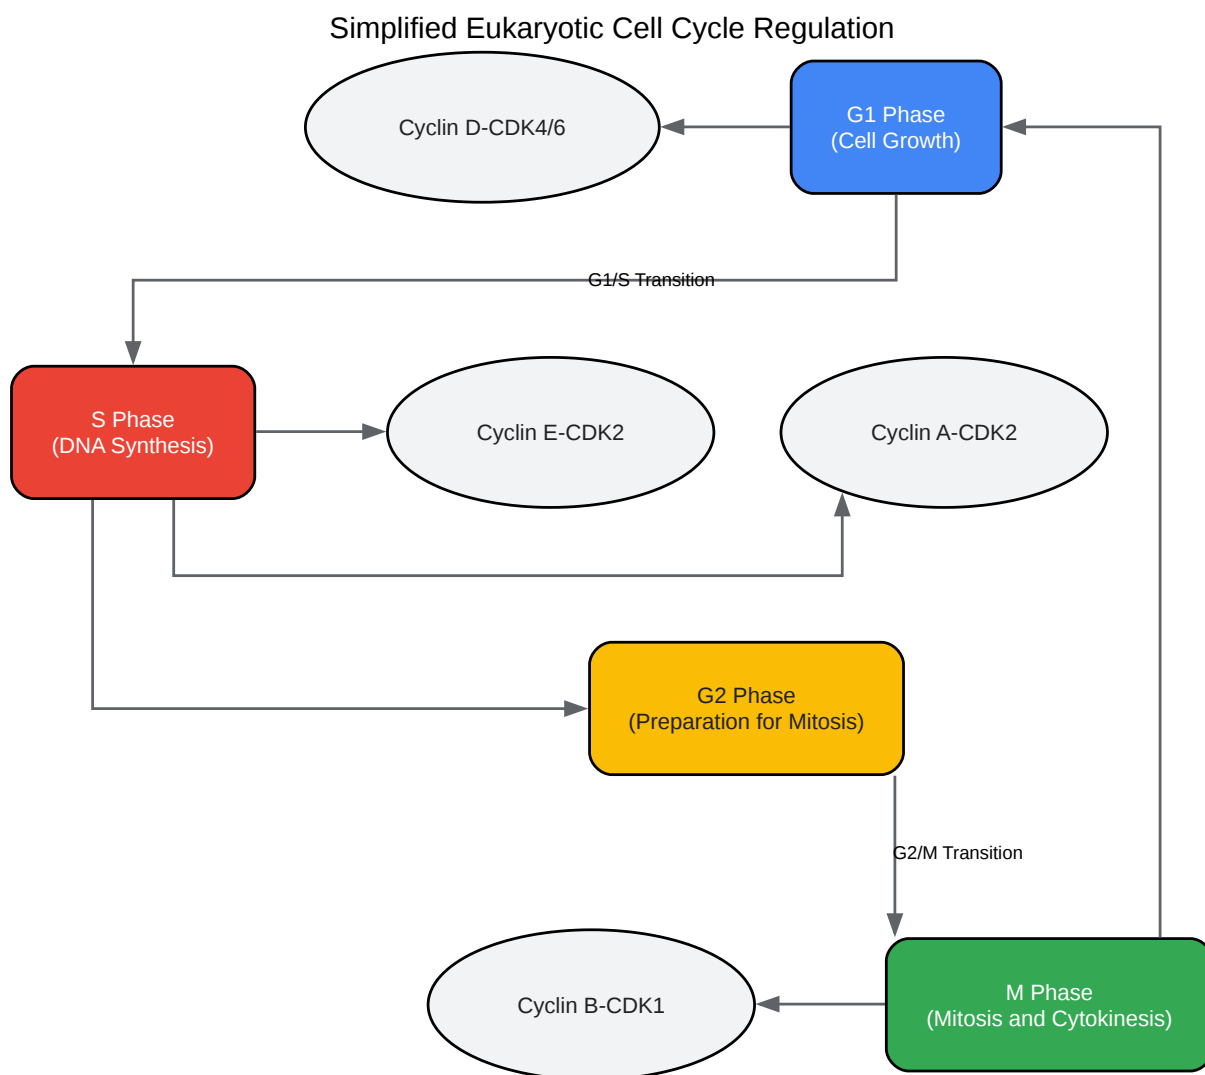 Simplified Eukaryotic Cell Cycle Regulation
Cyclin D-CDK4/6
G1 Phase
(Cell Growth)
G1/S Transition
S Phase
(DNA Synthesis)
Cyclin E-CDK2
Cyclin A-CDK2
G2 Phase
(Preparation for Mitosis)
G2/M Transition
Cyclin B-CDK1
M Phase
(Mitosis and Cytokinesis)